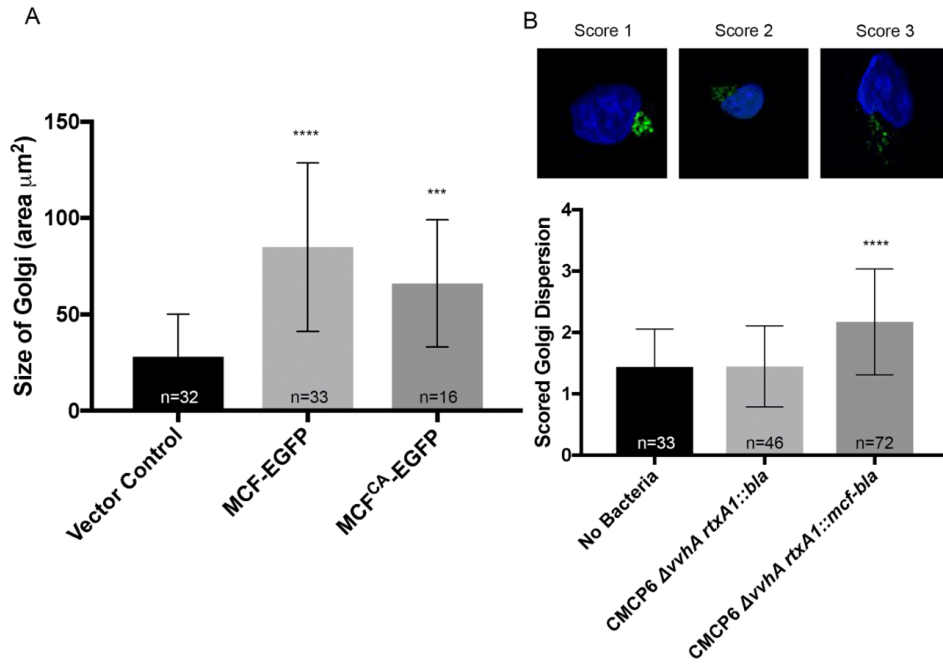 A
Size of Golgi (area μm²)
150
100
50
0
****
***
n=32
n=33
n=16
Vector Control
MCF-EGFP
MCF^CA-EGFP
B
Score 1
Score 2
Score 3
Scored Golgi Dispersion
4
3
2
1
0
****
n=33
n=46
n=72
No Bacteria
CMCP6 ΔvvhA rtxA1::bla
CMCP6 ΔvvhA rtxA1::mcf-bla